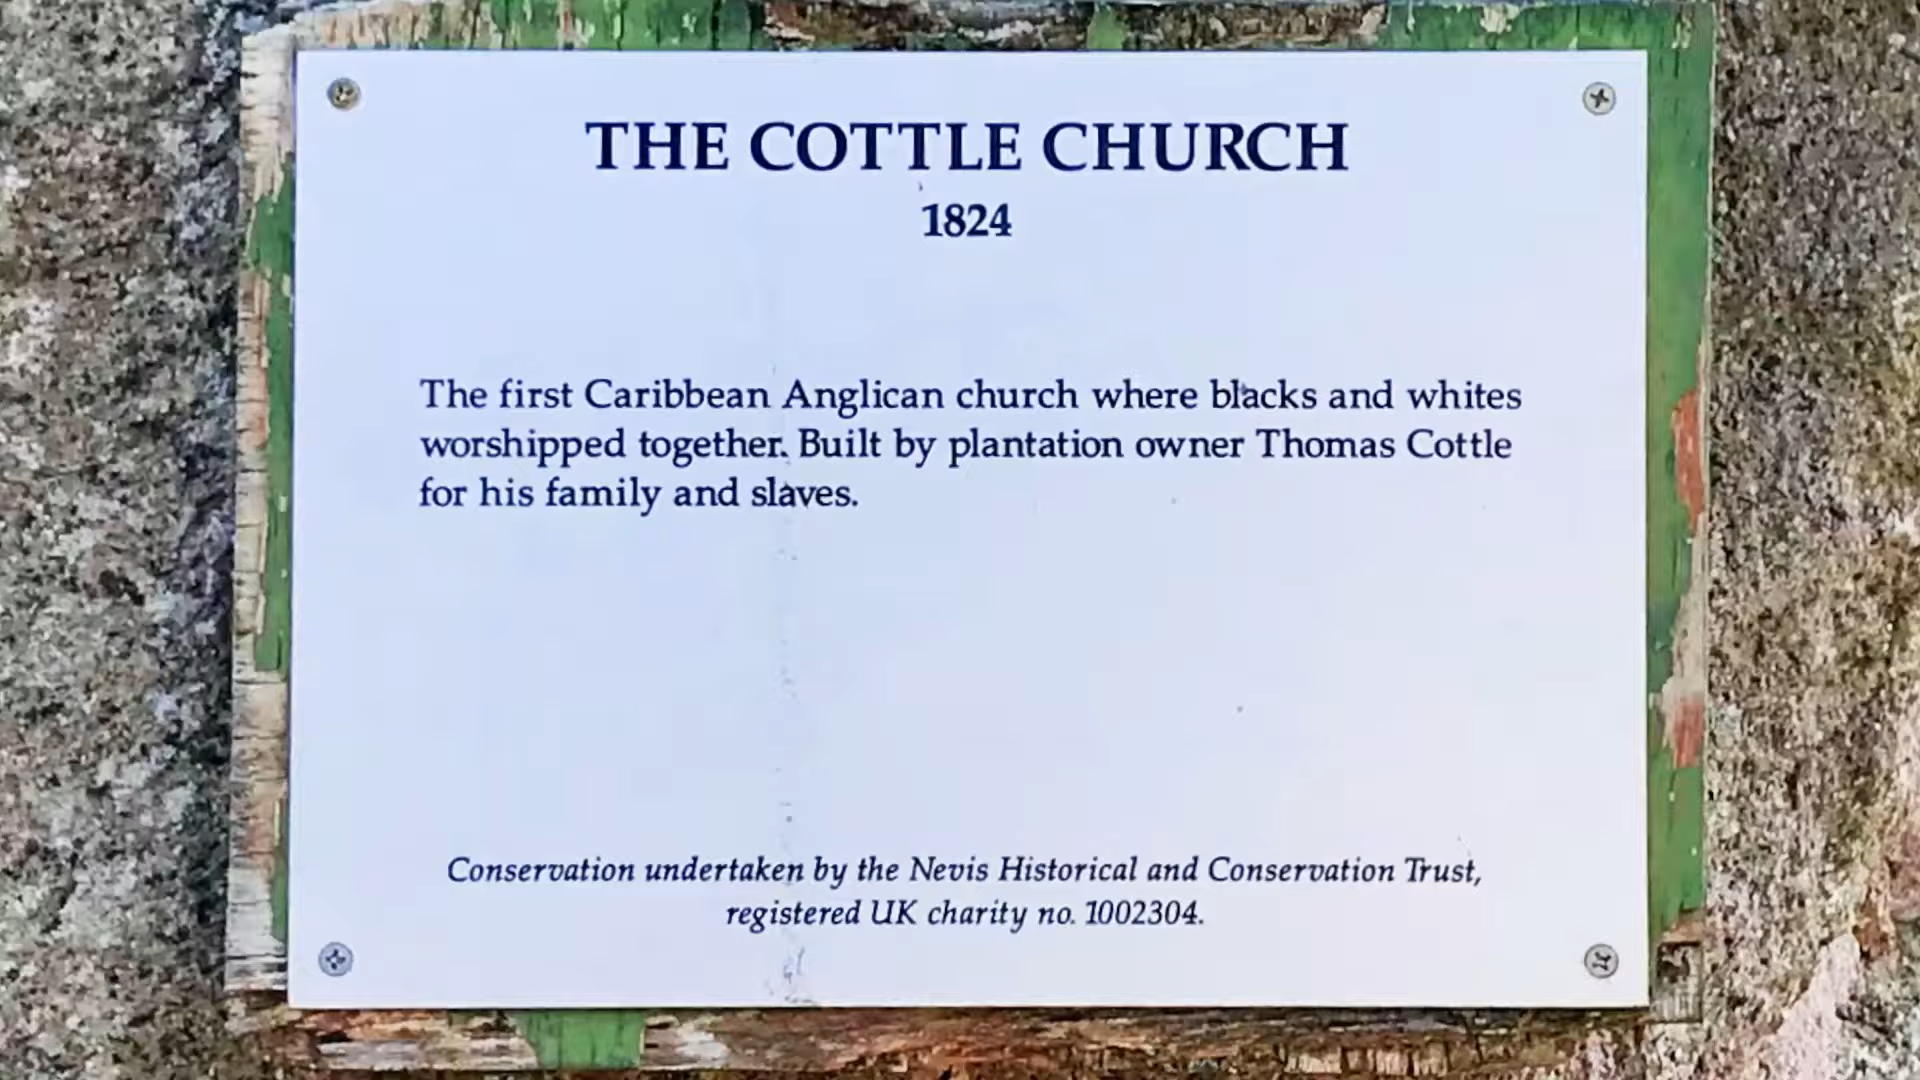 THE COTTLE CHURCH
1824
The first Caribbean Anglican church where blacks and whites
worshipped together. Built by plantation owner Thomas Cottle
for his family and slaves.
Conservation undertaken by the Nevis Historical and Conservation Trust,
registered UK charity no. 1002304.